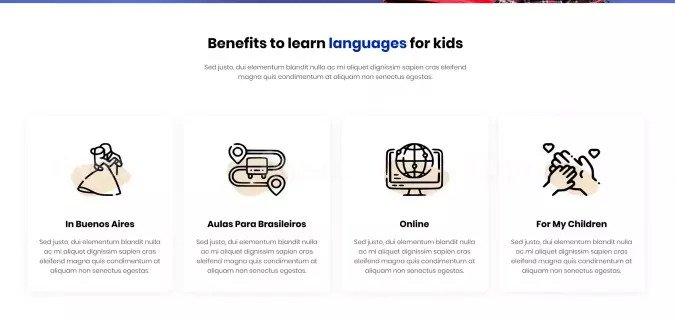 Benefits to learn languages for kids
Sed justo, dui elementum blandit nulla ac mi aliquet dignissim sapien cras eleifend
magna quis condimentum at aliquam non senectus egestas.
In Buenos Aires
Sed justo, dui elementum blandit nulla
ac mi aliquet dignissim sapien cras
eleifend magna quis condimentum at
aliquam non senectus egestas.
Aulas Para Brasileiros
Sed justo, dui elementum blandit nulla
ac mi aliquet dignissim sapien cras
eleifend magna quis condimentum at
aliquam non senectus egestas.
Online
Sed justo, dui elementum blandit nulla
ac mi aliquet dignissim sapien cras
eleifend magna quis condimentum at
aliquam non senectus egestas.
For My Children
Sed justo, dui elementum blandit nulla
ac mi aliquet dignissim sapien cras
eleifend magna quis condimentum at
aliquam non senectus egestas.